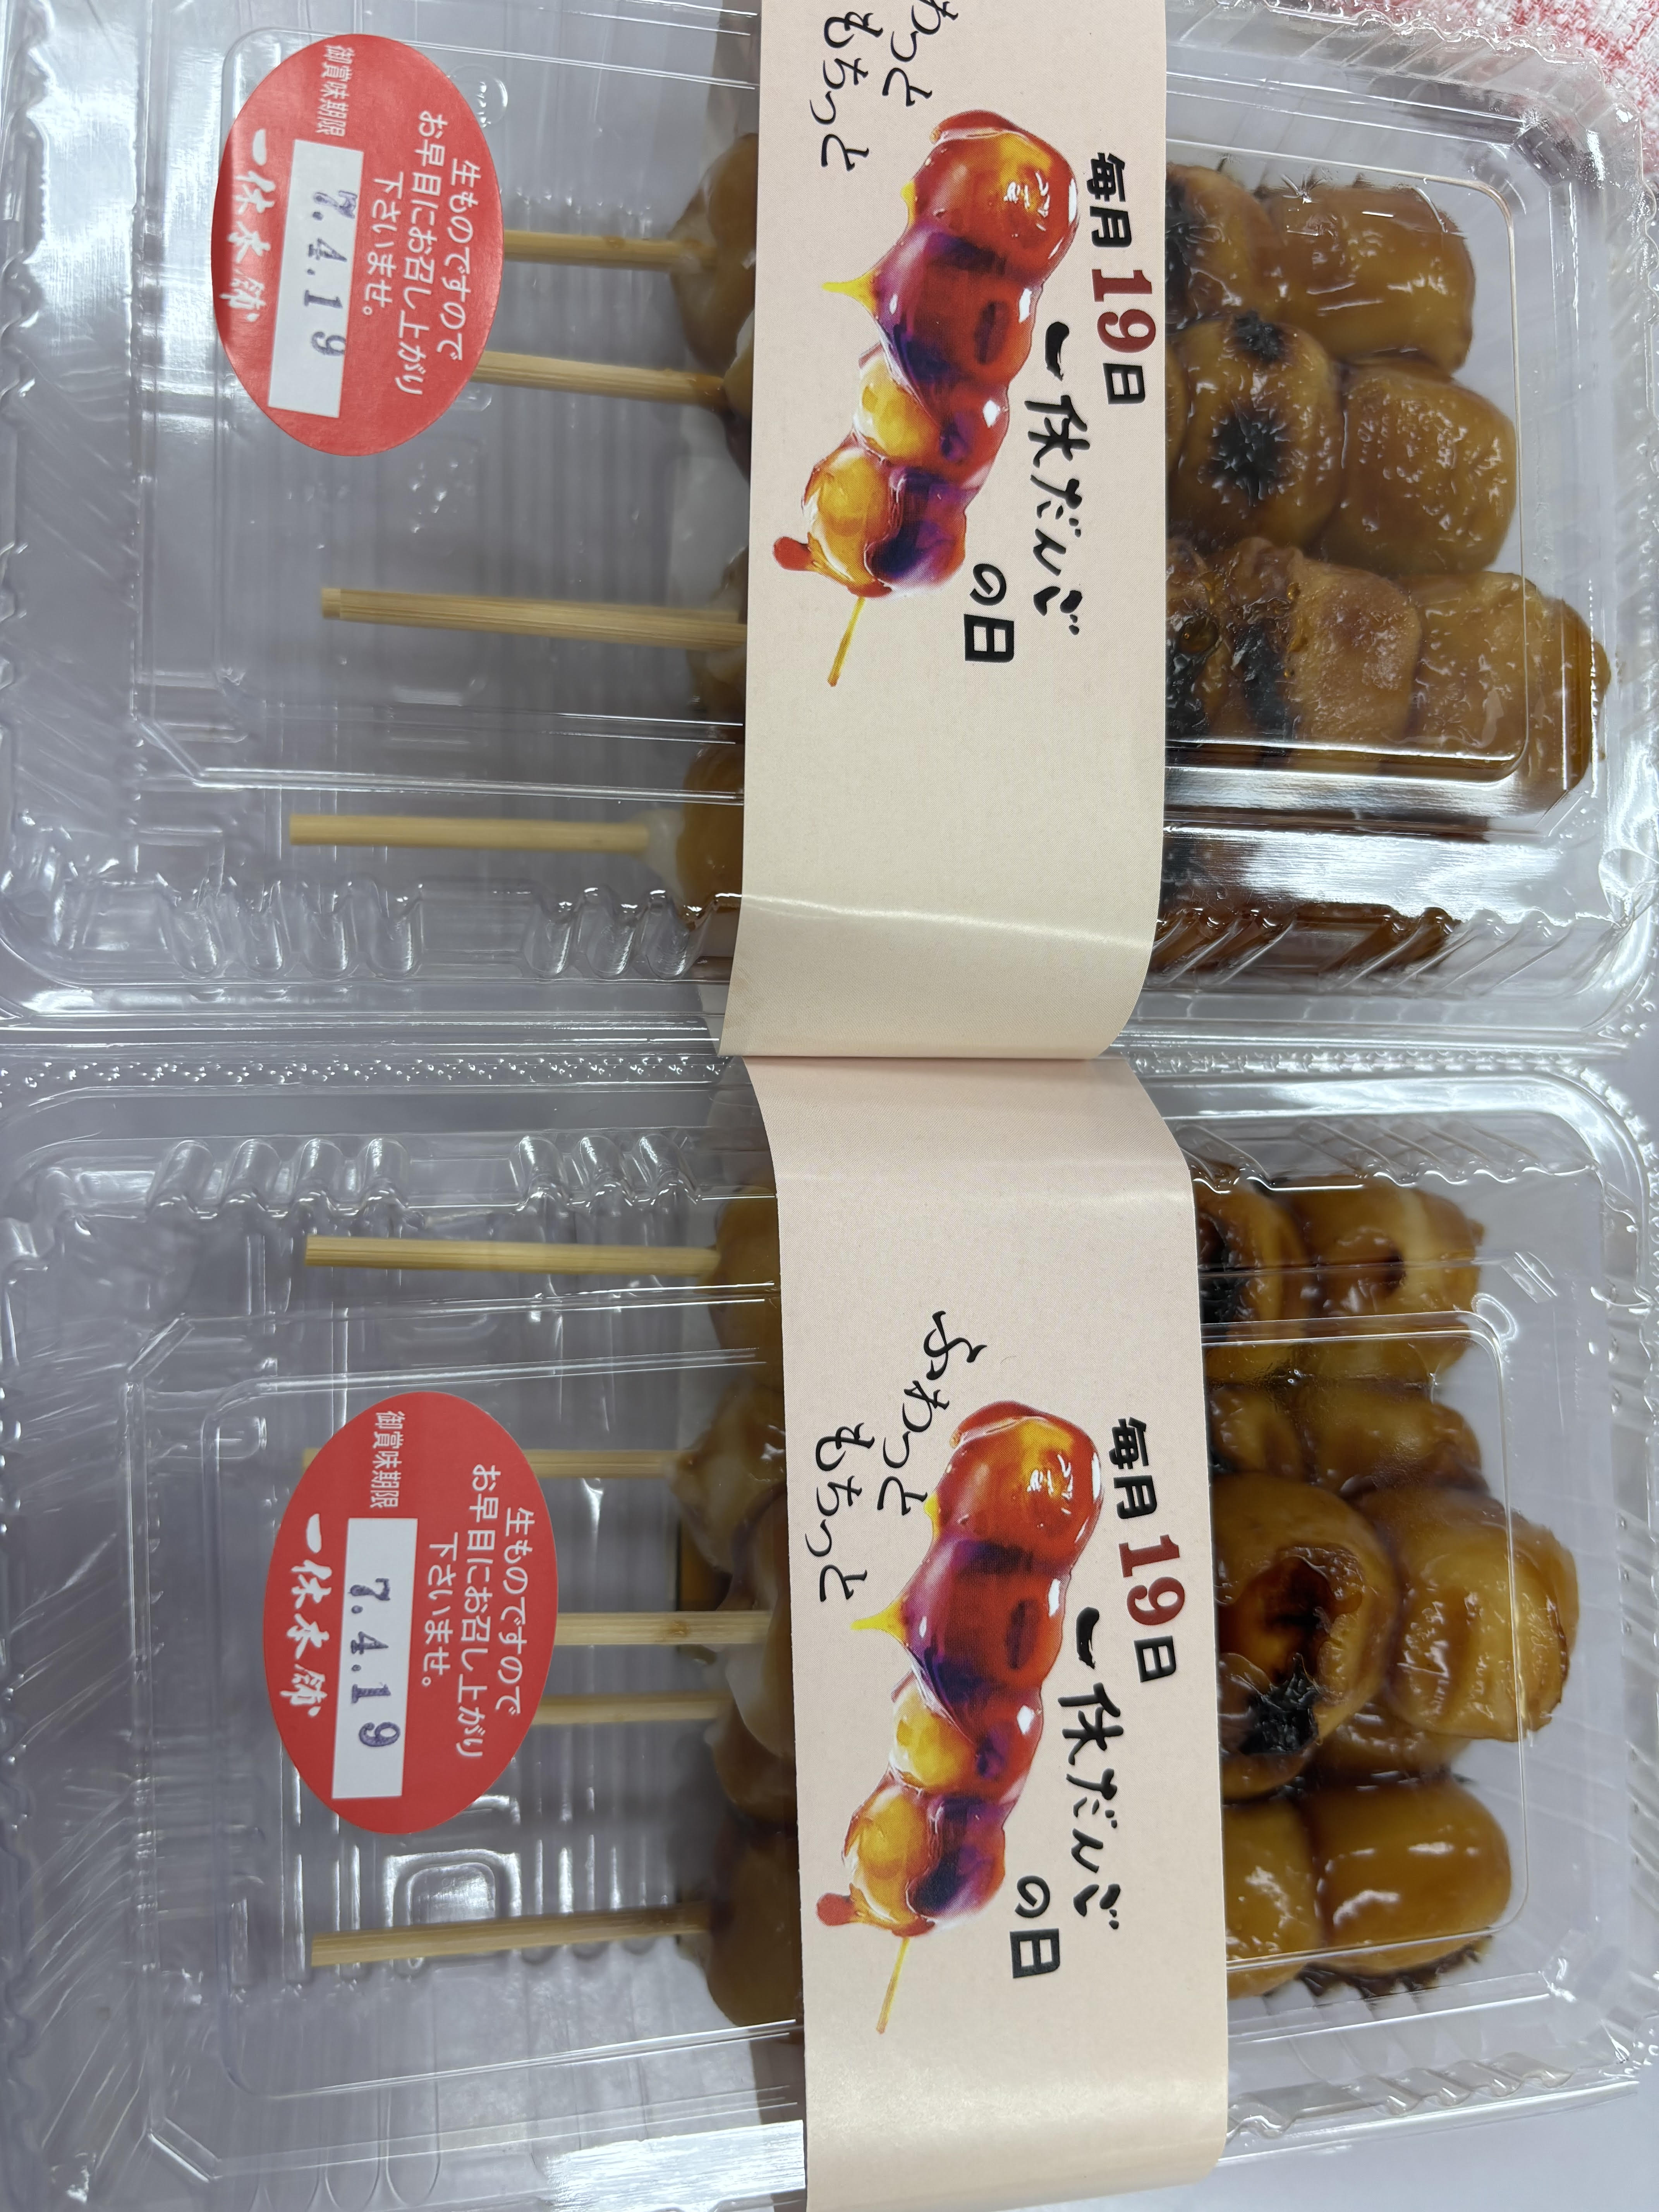 わっと
もちっと
毎月19日
一休だんご
の日
生ものですので
お早目にお召し上がり
下さいませ。
御賞味期限
7.4.19
一休本舗
ふわっと
もちっと
毎月19日
一休だんご
の日
生ものですので
お早目にお召し上がり
下さいませ。
御賞味期限
7.4.19
一休本舗